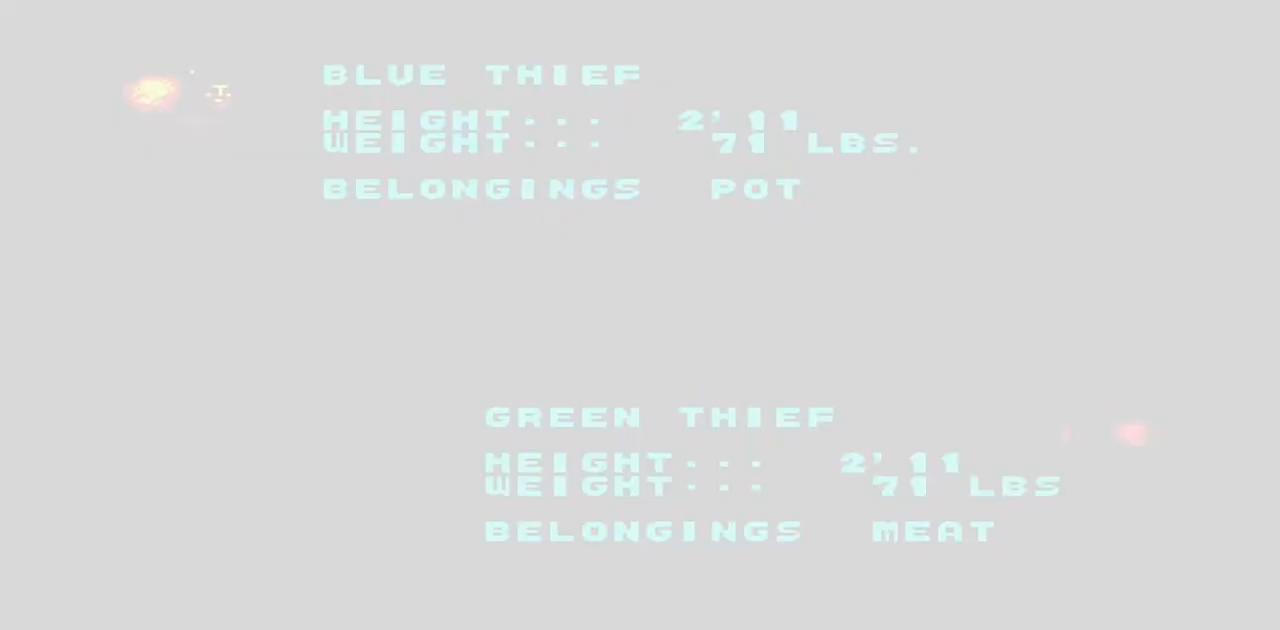 BLUE THIEF
HEIGHT··· 2' 11
WEIGHT··· 71 LBS.
BELONGINGS POT
GREEN THIEF
HEIGHT··· 2' 11
WEIGHT··· 71 LBS
BELONGINGS MEAT